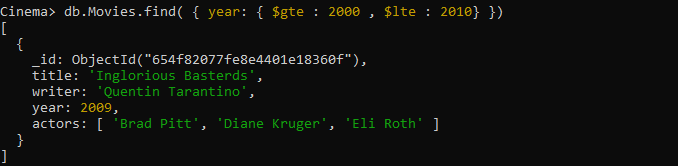 Cinema> db.Movies.find( { year: { $gte : 2000 , $lte : 2010} })
[
  {
    _id: ObjectId("654f82077fe8e4401e18360f"),
    title: 'Inglorious Basterds',
    writer: 'Quentin Tarantino',
    year: 2009,
    actors: [ 'Brad Pitt', 'Diane Kruger', 'Eli Roth' ]
  }
]